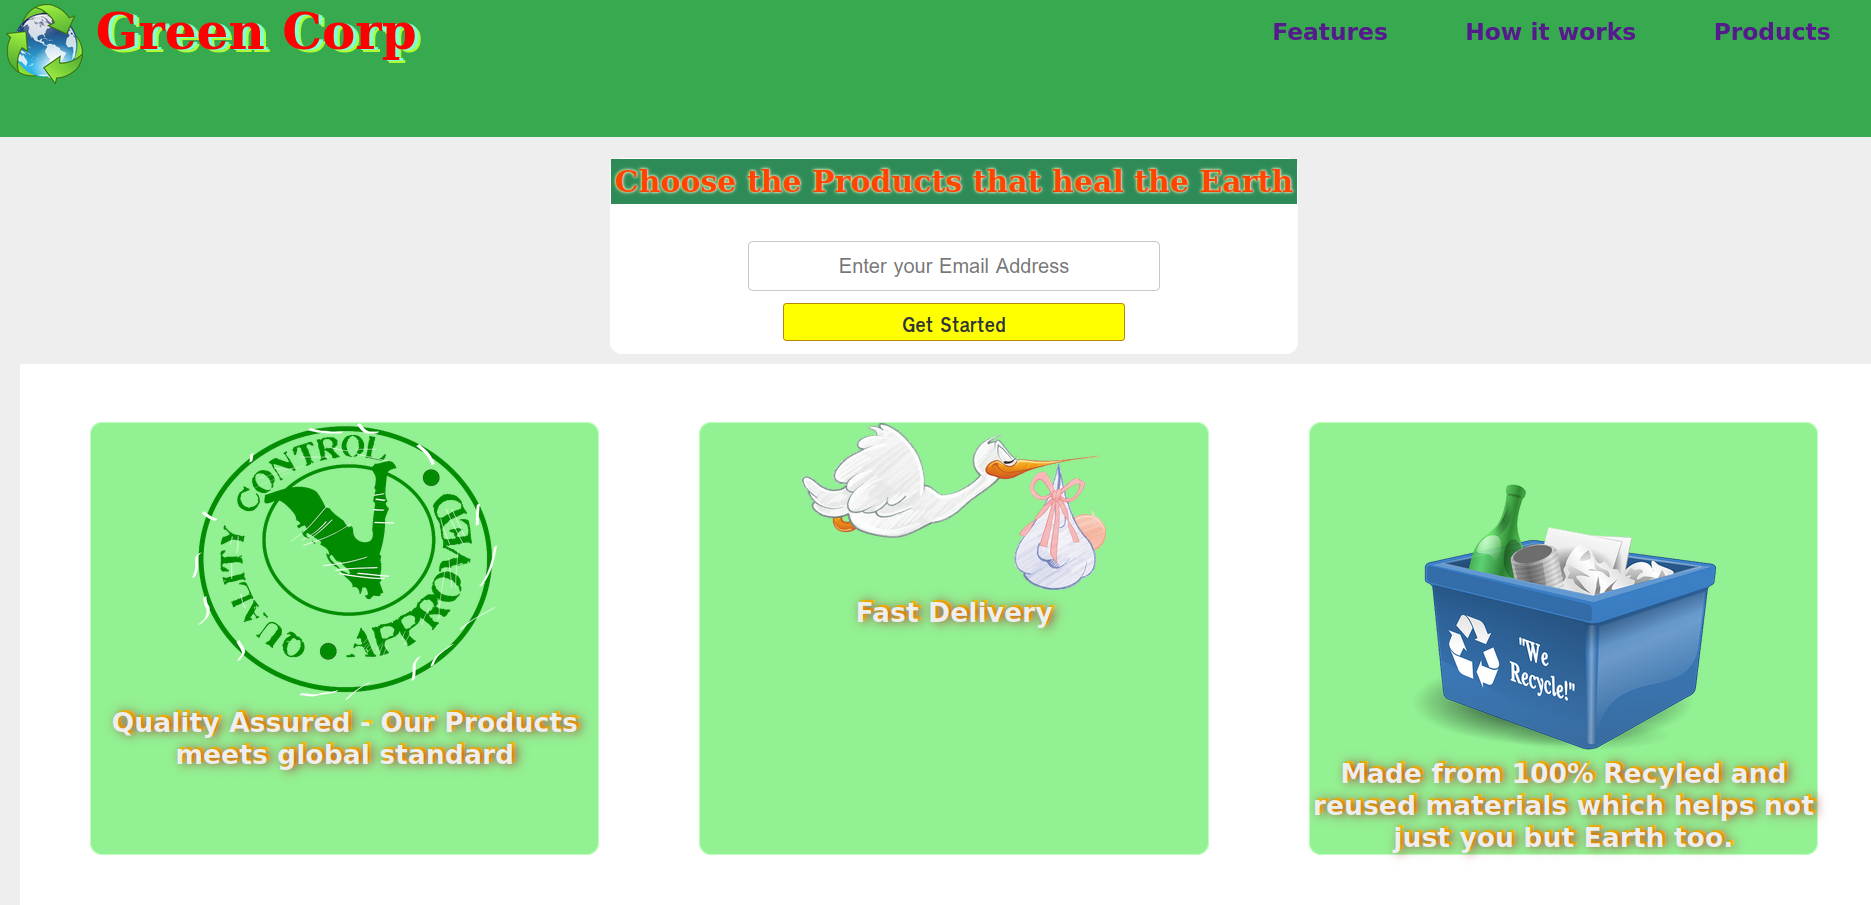 Green Corp
Features
How it works
Products
Choose the Products that heal the Earth
Enter your Email Address
Get Started
QUALITY CONTROL
APPROVED
Quality Assured - Our Products
meets global standard
Fast Delivery
"We
Recycle!"
Made from 100% Recyled and
reused materials which helps not
just you but Earth too.